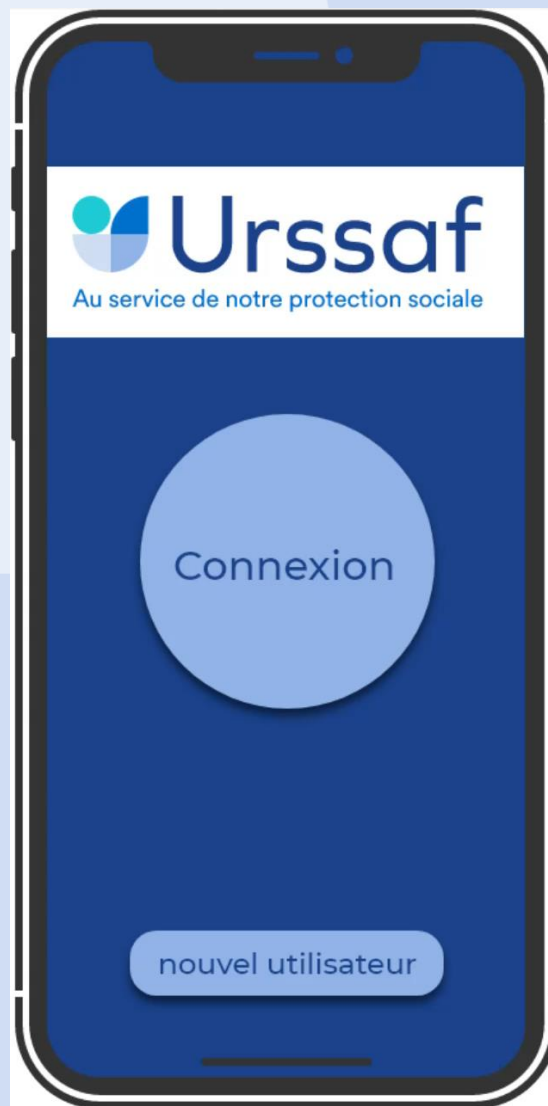 Urssaf
Au service de notre protection sociale
Connexion
nouvel utilisateur